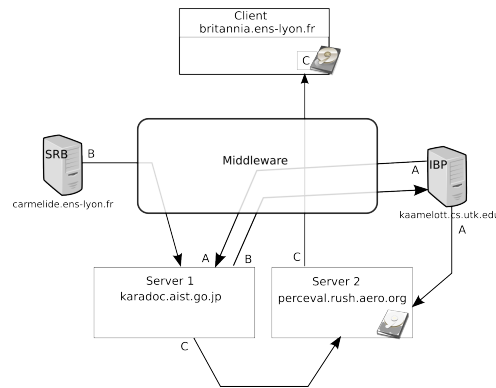 Client
britannia.ens-lyon.fr
C
SRB
B
Middleware
IBP
A
carmelide.ens-lyon.fr
kaamelott.cs.utk.edu
A
A
B
C
Server 1
karadoc.aist.go.jp
Server 2
perceval.rush.aero.org
C